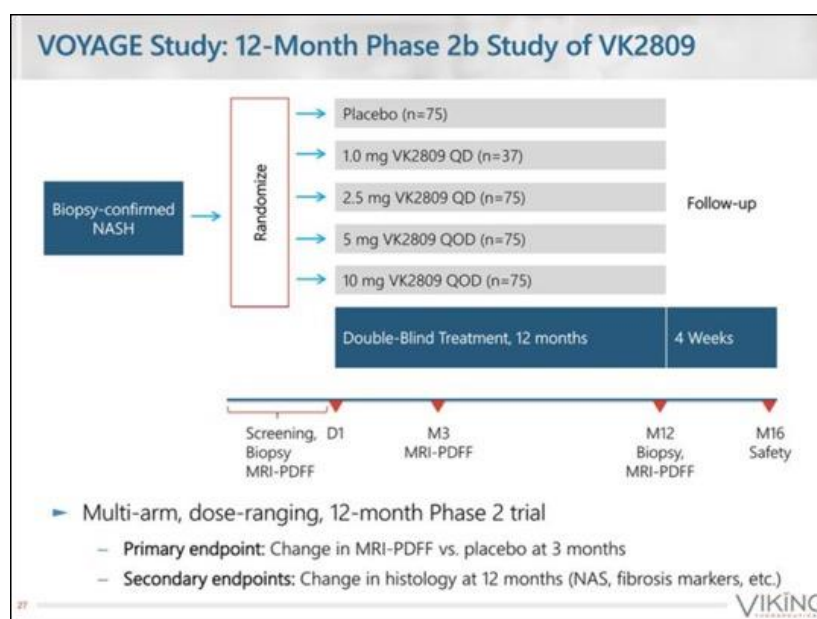 VOYAGE Study: 12-Month Phase 2b Study of VK2809
Placebo (n=75)
1.0 mg VK2809 QD (n=37)
2.5 mg VK2809 QD (n=75)
5 mg VK2809 QOD (n=75)
10 mg VK2809 QOD (n=75)
Biopsy-confirmed
NASH
Randomize
Follow-up
Double-Blind Treatment, 12 months
4 Weeks
Screening,
Biopsy
MRI-PDFF
D1
M3
MRI-PDFF
M12
Biopsy,
MRI-PDFF
M16
Safety
► Multi-arm, dose-ranging, 12-month Phase 2 trial
– Primary endpoint: Change in MRI-PDFF vs. placebo at 3 months
– Secondary endpoints: Change in histology at 12 months (NAS, fibrosis markers, etc.)
27
VIKING
THERAPEUTICS